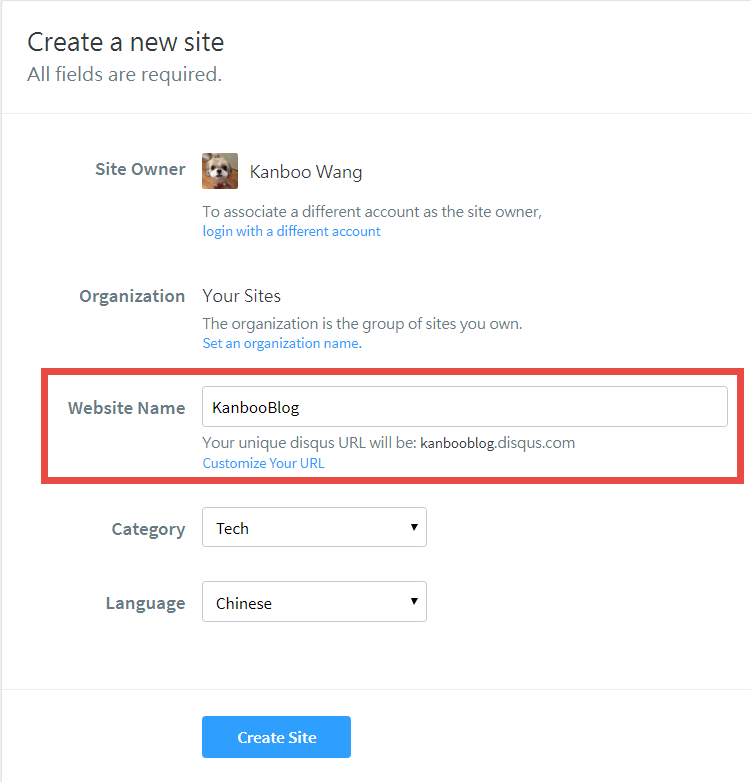 Create a new site
All fields are required.
Site Owner
Kanboo Wang
To associate a different account as the site owner,
login with a different account
Organization
Your Sites
The organization is the group of sites you own.
Set an organization name.
Website Name
KanbooBlog
Your unique disqus URL will be: kanbooblog.disqus.com
Customize Your URL
Category
Tech
Language
Chinese
Create Site